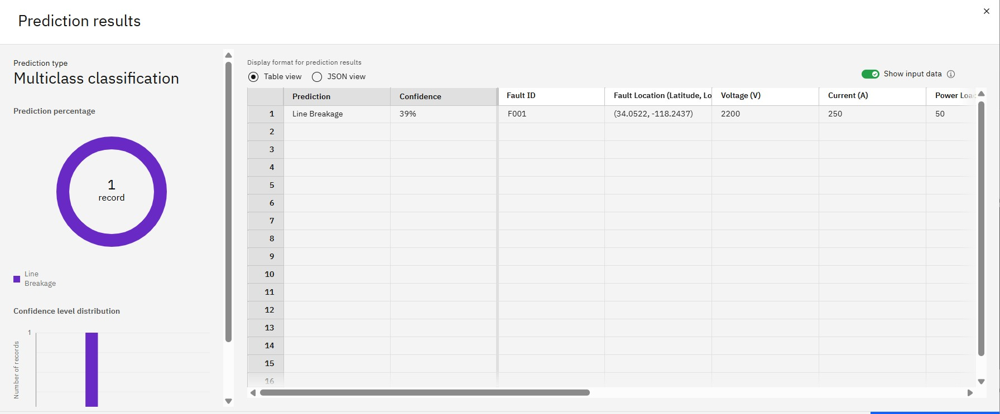 Prediction results
Prediction type
Multiclass classification
Prediction percentage
1
record
Line
Breakage
Confidence level distribution
1
Number of records
Display format for prediction results
Table view JSON view
Show input data
Prediction Confidence Fault ID Fault Location (Latitude, Lo Voltage (V) Current (A) Power Loa
1 Line Breakage 39% F001 (34.0522, -118.2437) 2200 250 50
2
3
4
5
6
7
8
9
10
11
12
13
14
15
16